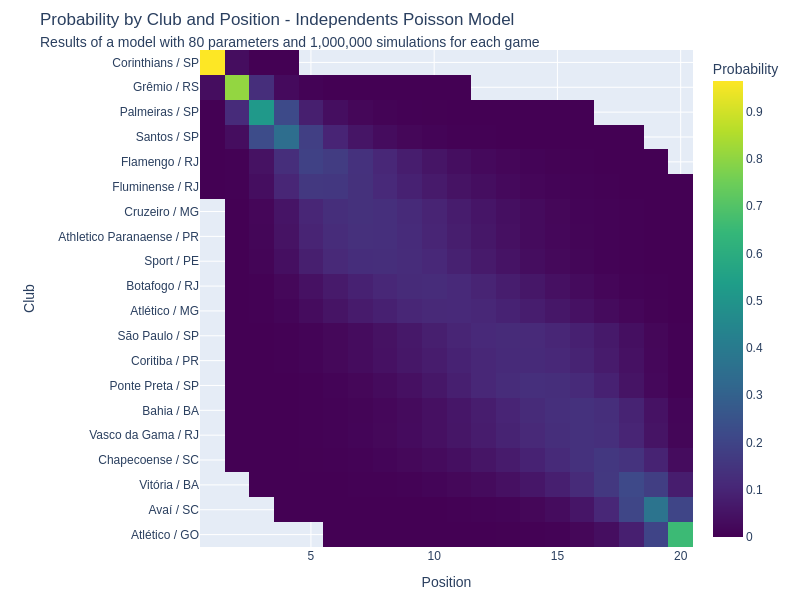 Probability by Club and Position - Independents Poisson Model
Results of a model with 80 parameters and 1,000,000 simulations for each game
Corinthians / SP
Grêmio / RS
Palmeiras / SP
Santos / SP
Flamengo / RJ
Fluminense / RJ
Cruzeiro / MG
Athletico Paranaense / PR
Sport / PE
Botafogo / RJ
Atlético / MG
São Paulo / SP
Coritiba / PR
Ponte Preta / SP
Bahia / BA
Vasco da Gama / RJ
Chapecoense / SC
Vitória / BA
Avaí / SC
Atlético / GO
Club
5
10
15
20
Position
Probability
0.9
0.8
0.7
0.6
0.5
0.4
0.3
0.2
0.1
0